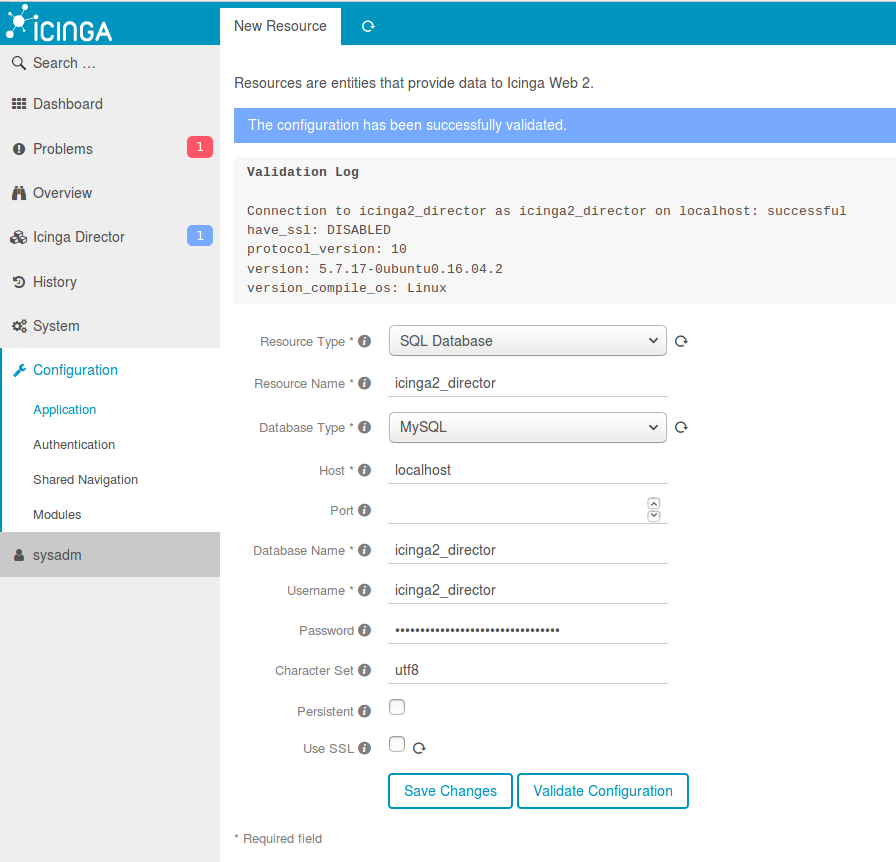 ICINGA
New Resource
Search ...
Dashboard
Problems 1
Overview
Icinga Director 1
History
System
Configuration
Application
Authentication
Shared Navigation
Modules
sysadm
Resources are entities that provide data to Icinga Web 2.
The configuration has been successfully validated.
Validation Log
Connection to icinga2_director as icinga2_director on localhost: successful
have_ssl: DISABLED
protocol_version: 10
version: 5.7.17-0ubuntu0.16.04.2
version_compile_os: Linux
Resource Type * SQL Database
Resource Name * icinga2_director
Database Type * MySQL
Host * localhost
Port
Database Name * icinga2_director
Username * icinga2_director
Password •••••••••••••••••••••••••••••••••
Character Set utf8
Persistent
Use SSL
Save Changes Validate Configuration
* Required field